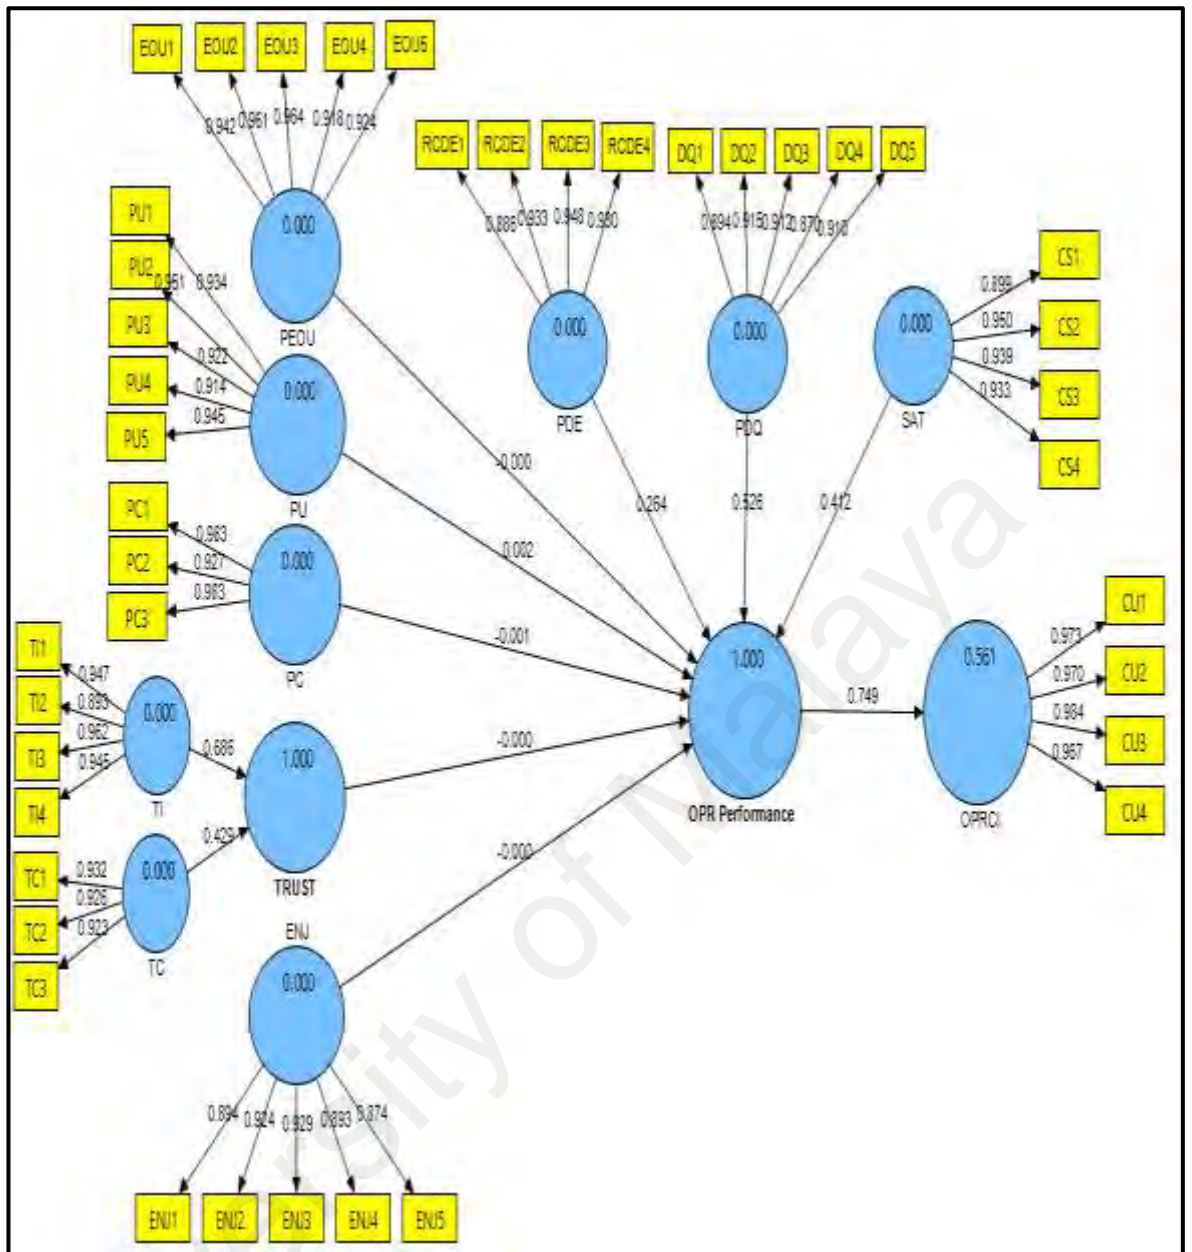 EOU1 EOU2 EOU3 EOU4 EOU5
0.942 0.961 0.964 0.918 0.924
0.000
PEOU
RCDE1 RCDE2 RCDE3 RCDE4
0.886 0.933 0.948 0.930
0.000
PDE
DQ1 DQ2 DQ3 DQ4 DQ5
0.894 0.915 0.912 0.870 0.910
0.000
PDQ
CS1
CS2
CS3
CS4
0.899
0.950
0.939
0.933
0.000
SAT
PU1
PU2
PU3
PU4
PU5
0.934
0.951
0.922
0.914
0.945
0.000
PU
PC1
PC2
PC3
0.963
0.927
0.963
0.000
PC
TI1
TI2
TI3
TI4
0.947
0.893
0.962
0.945
0.000
TI
TC1
TC2
TC3
0.932
0.926
0.923
0.000
TC
0.686
0.429
1.000
TRUST
ENJ
0.000
0.894 0.924 0.929 0.893 0.874
ENJ1 ENJ2 ENJ3 ENJ4 ENJ5
-0.000
0.002
-0.001
-0.000
-0.000
0.264
0.526
0.412
1.000
OPR Performance
0.749
0.561
OPRCI
CU1
CU2
CU3
CU4
0.973
0.970
0.984
0.967
University of Malaya